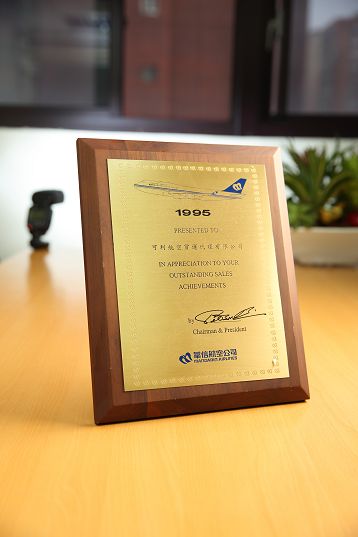 1995
PRESENTED TO
可利航空貨運代理有限公司
IN APPRECIATION TO YOUR
OUTSTANDING SALES
ACHIEVEMENTS
by
Chairman & President
華信航空公司
MANDARIN AIRLINES